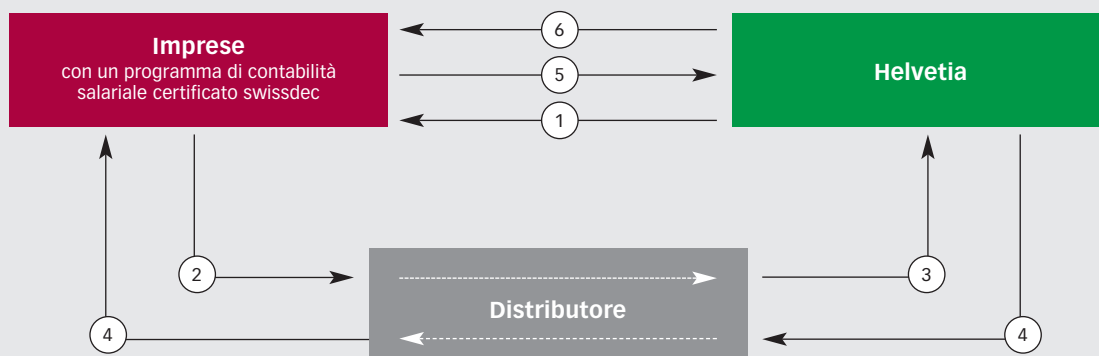 6
Imprese
con un programma di contabilità
salariale certificato swissdec
5
Helvetia
1
2
3
Distributore
4
4